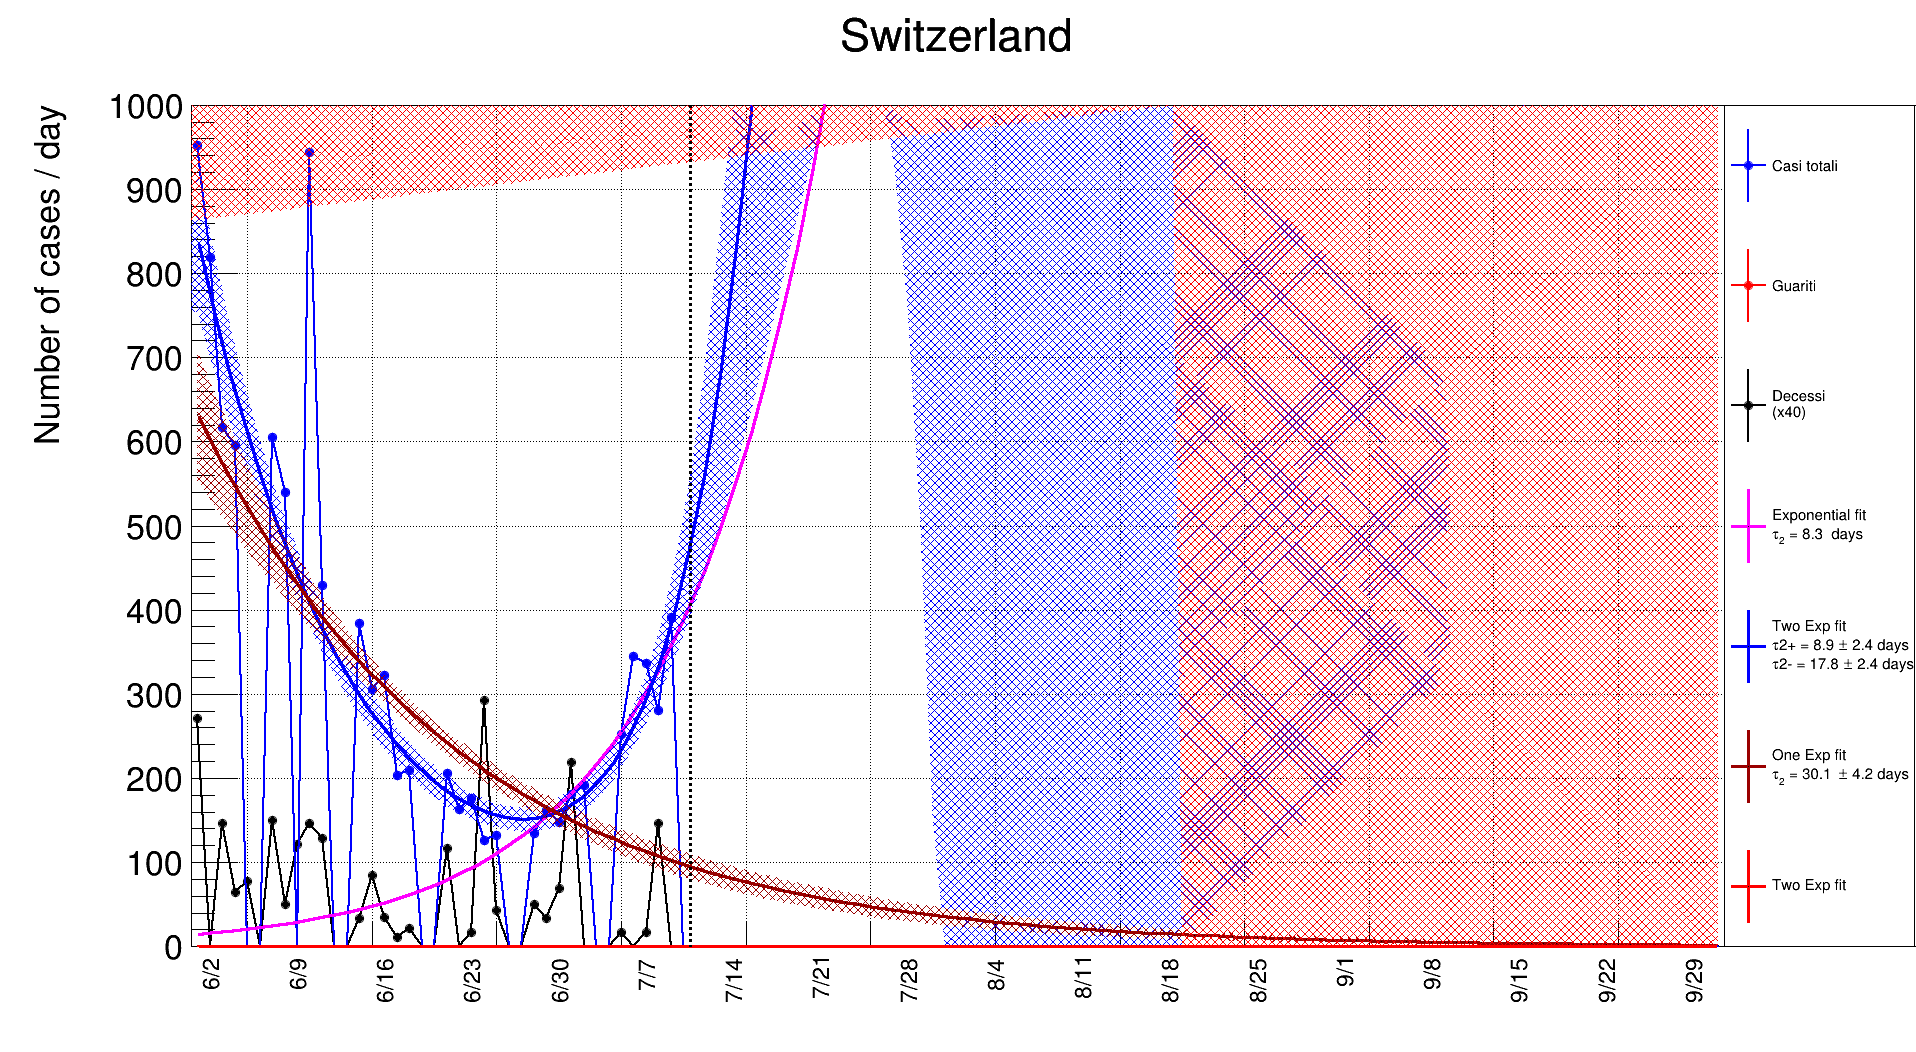 Switzerland
Number of cases / day
1000
900
800
700
600
500
400
300
200
100
0
6/2
6/9
6/16
6/23
6/30
7/7
7/14
7/21
7/28
8/4
8/11
8/18
8/25
9/1
9/8
9/15
9/22
9/29
Casi totali
Guariti
Decessi
(x40)
Exponential fit
τ2 = 8.3 days
Two Exp fit
τ2+ = 8.9 ± 2.4 days
τ2- = 17.8 ± 2.4 days
One Exp fit
τ2 = 30.1 ± 4.2 days
Two Exp fit